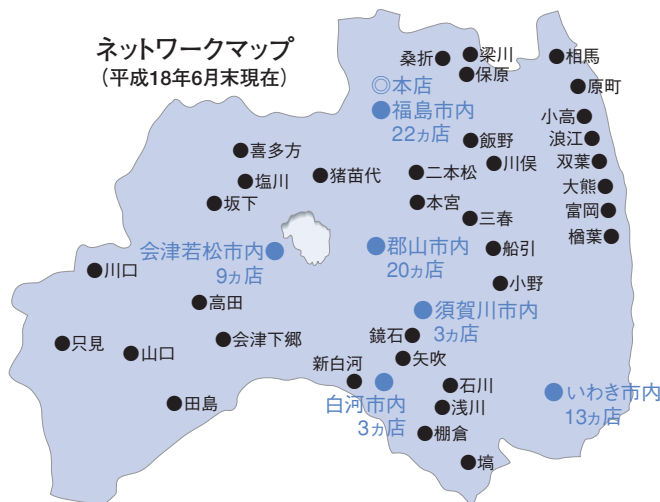 ネットワークマップ
（平成18年6月末現在）
桑折
梁川
保原
相馬
原町
◎本店
福島市内
22ヵ店
小高
浪江
飯野
川俣
双葉
大熊
富岡
楢葉
喜多方
塩川
坂下
猪苗代
二本松
本宮
三春
会津若松市内
9ヵ店
郡山市内
20ヵ店
船引
小野
川口
高田
須賀川市内
3ヵ店
只見
山口
会津下郷
鏡石
矢吹
新白河
田島
白河市内
3ヵ店
石川
浅川
棚倉
塙
いわき市内
13ヵ店